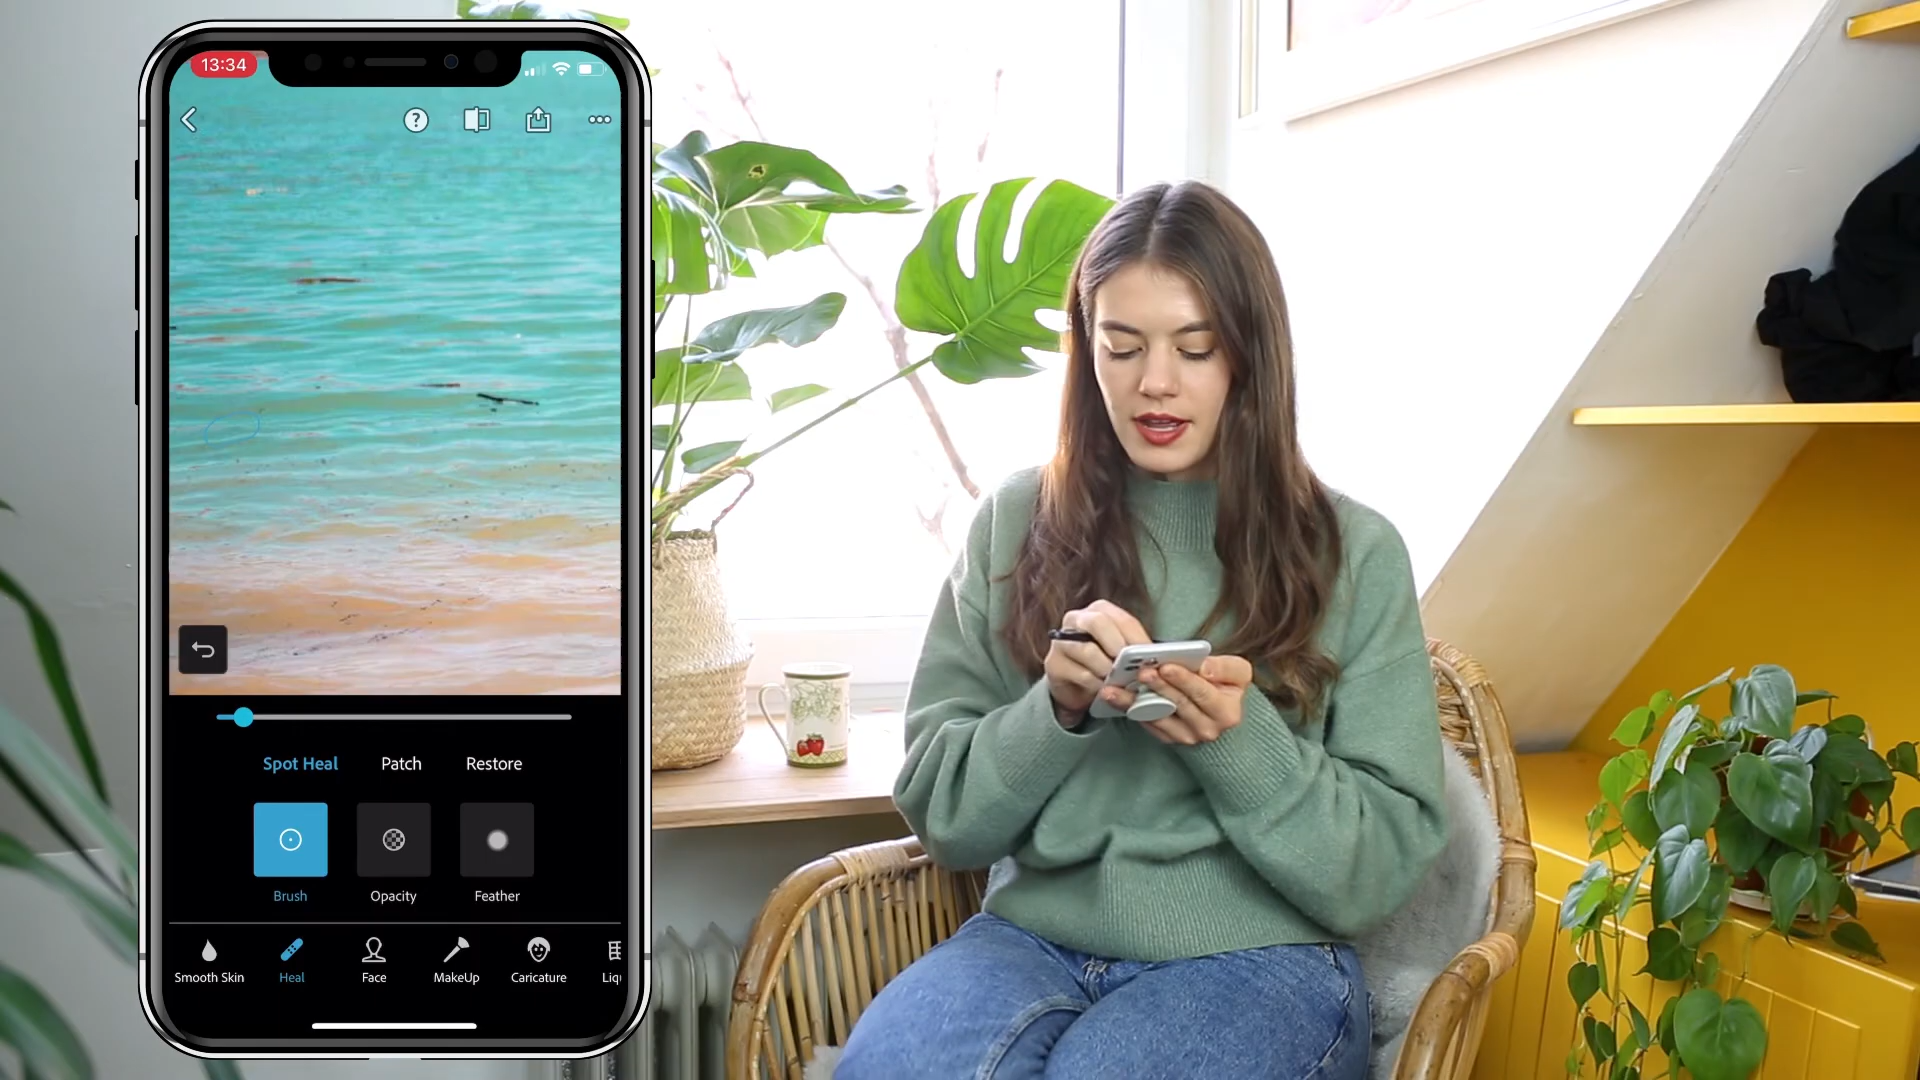 13:34
?
Spot Heal Patch Restore
Brush Opacity Feather
Smooth Skin Heal Face MakeUp Caricature Liq